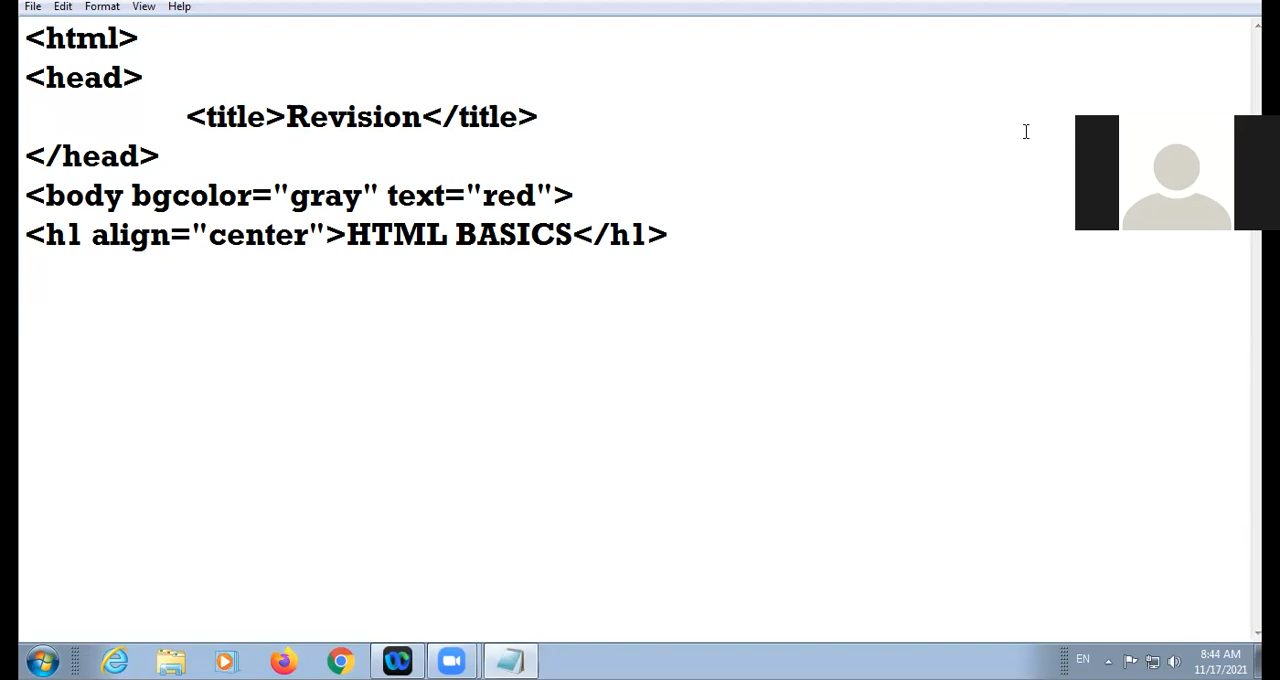 File Edit Format View Help
<html>
<head>
<title>Revision</title>
</head>
<body bgcolor="gray" text="red">
<h1 align="center">HTML BASICS</h1>
EN
8:44 AM
11/17/2021